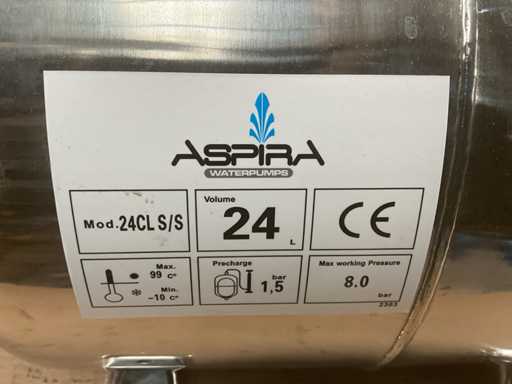 ASPIRA
WATERPUMPS
Mod.24CL S/S
Volume
24 L
CE
Max.
99 C°
Min.
-10 C°
Precharge
1,5 bar
Max working Pressure
8.0
bar
2303